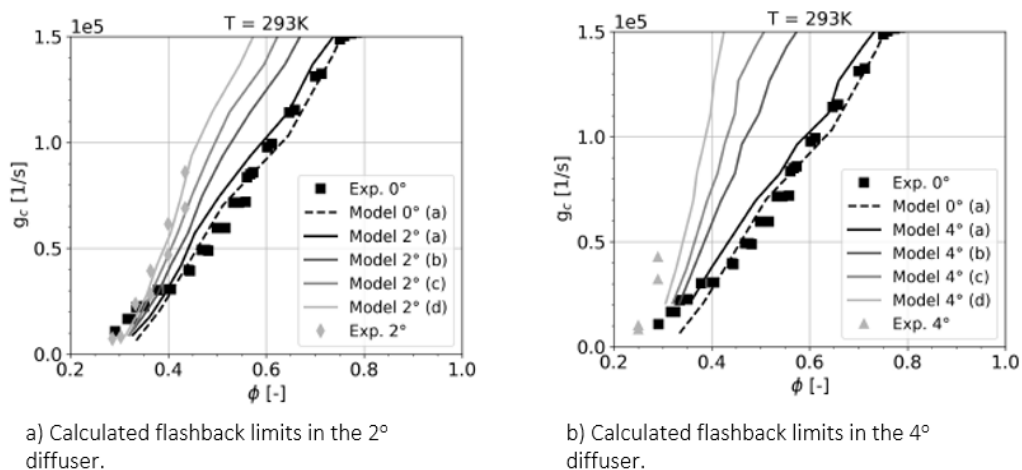 T = 293K
1e5
1.5
1.0
0.5
0.0
g_c [1/s]
0.2
0.4
0.6
0.8
1.0
ϕ [-]
Exp. 0°
Model 0° (a)
Model 2° (a)
Model 2° (b)
Model 2° (c)
Model 2° (d)
Exp. 2°
a) Calculated flashback limits in the 2º
diffuser.
T = 293K
1e5
1.5
1.0
0.5
0.0
g_c [1/s]
0.2
0.4
0.6
0.8
1.0
ϕ [-]
Exp. 0°
Model 0° (a)
Model 4° (a)
Model 4° (b)
Model 4° (c)
Model 4° (d)
Exp. 4°
b) Calculated flashback limits in the 4º
diffuser.